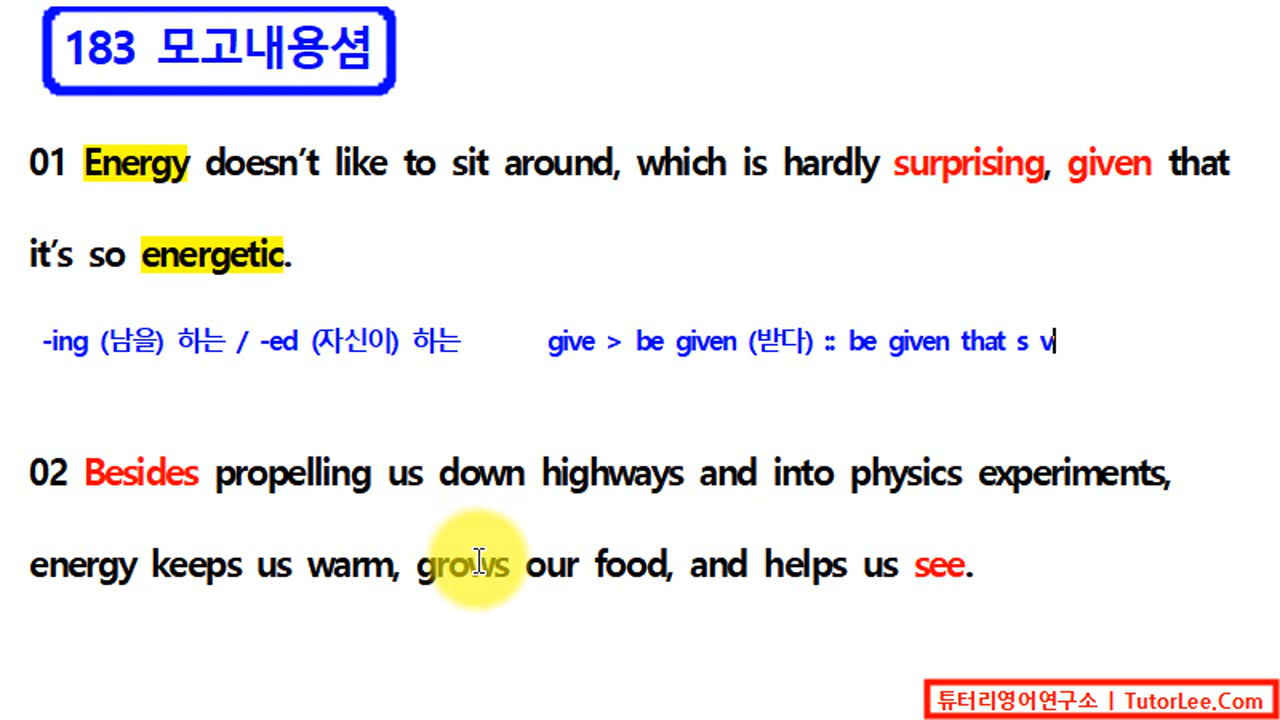 183 모고내용셤
01 Energy doesn't like to sit around, which is hardly surprising, given that
it's so energetic.
-ing (남을) 하는 / -ed (자신이) 하는 give > be given (받다) :: be given that s v
02 Besides propelling us down highways and into physics experiments,
energy keeps us warm, grows our food, and helps us see.
튜터리영어연구소 | TutorLee.Com